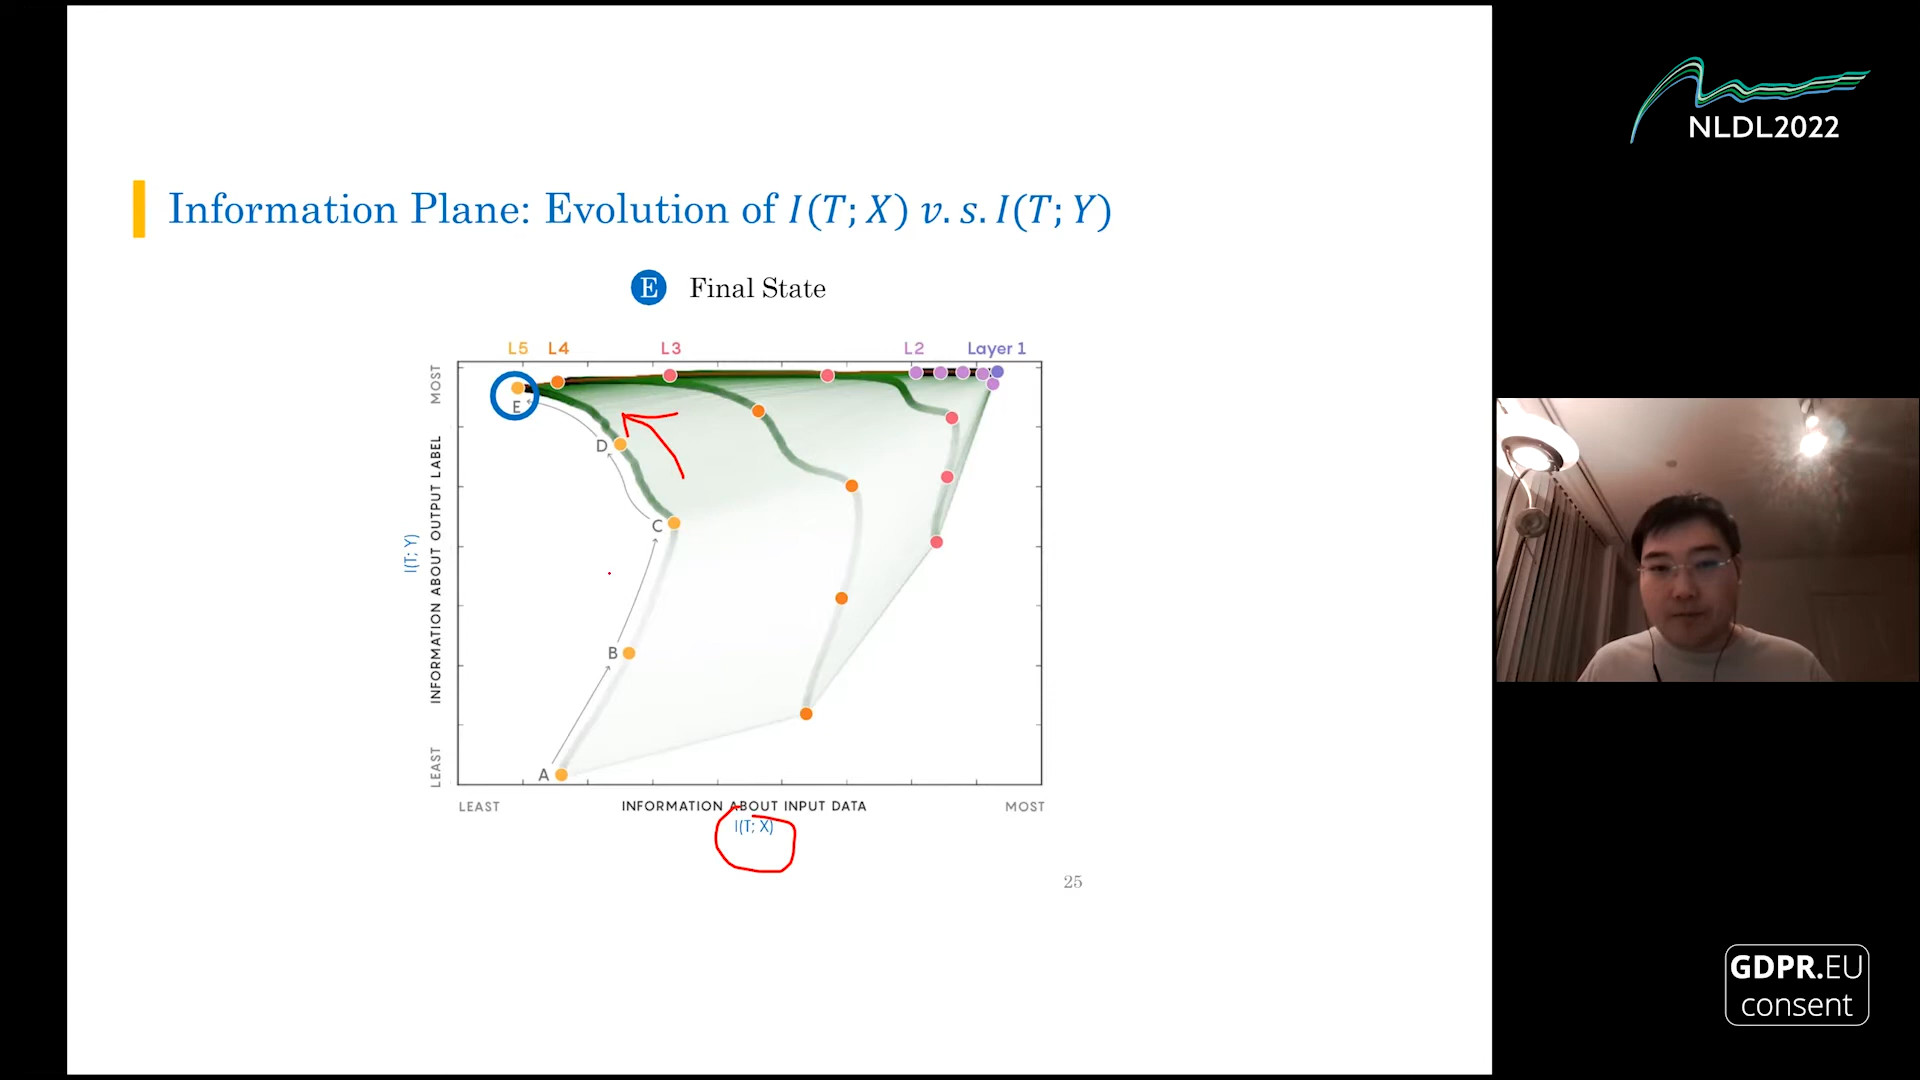 NLDL2022
Information Plane: Evolution of I(T; X) v. s. I(T; Y)
E Final State
L5 L4 L3 L2 Layer 1
MOST
INFORMATION ABOUT OUTPUT LABEL
LEAST
I(T; Y)
E
D
C
B
A
LEAST INFORMATION ABOUT INPUT DATA MOST
I(T; X)
25
GDPR.EU
consent